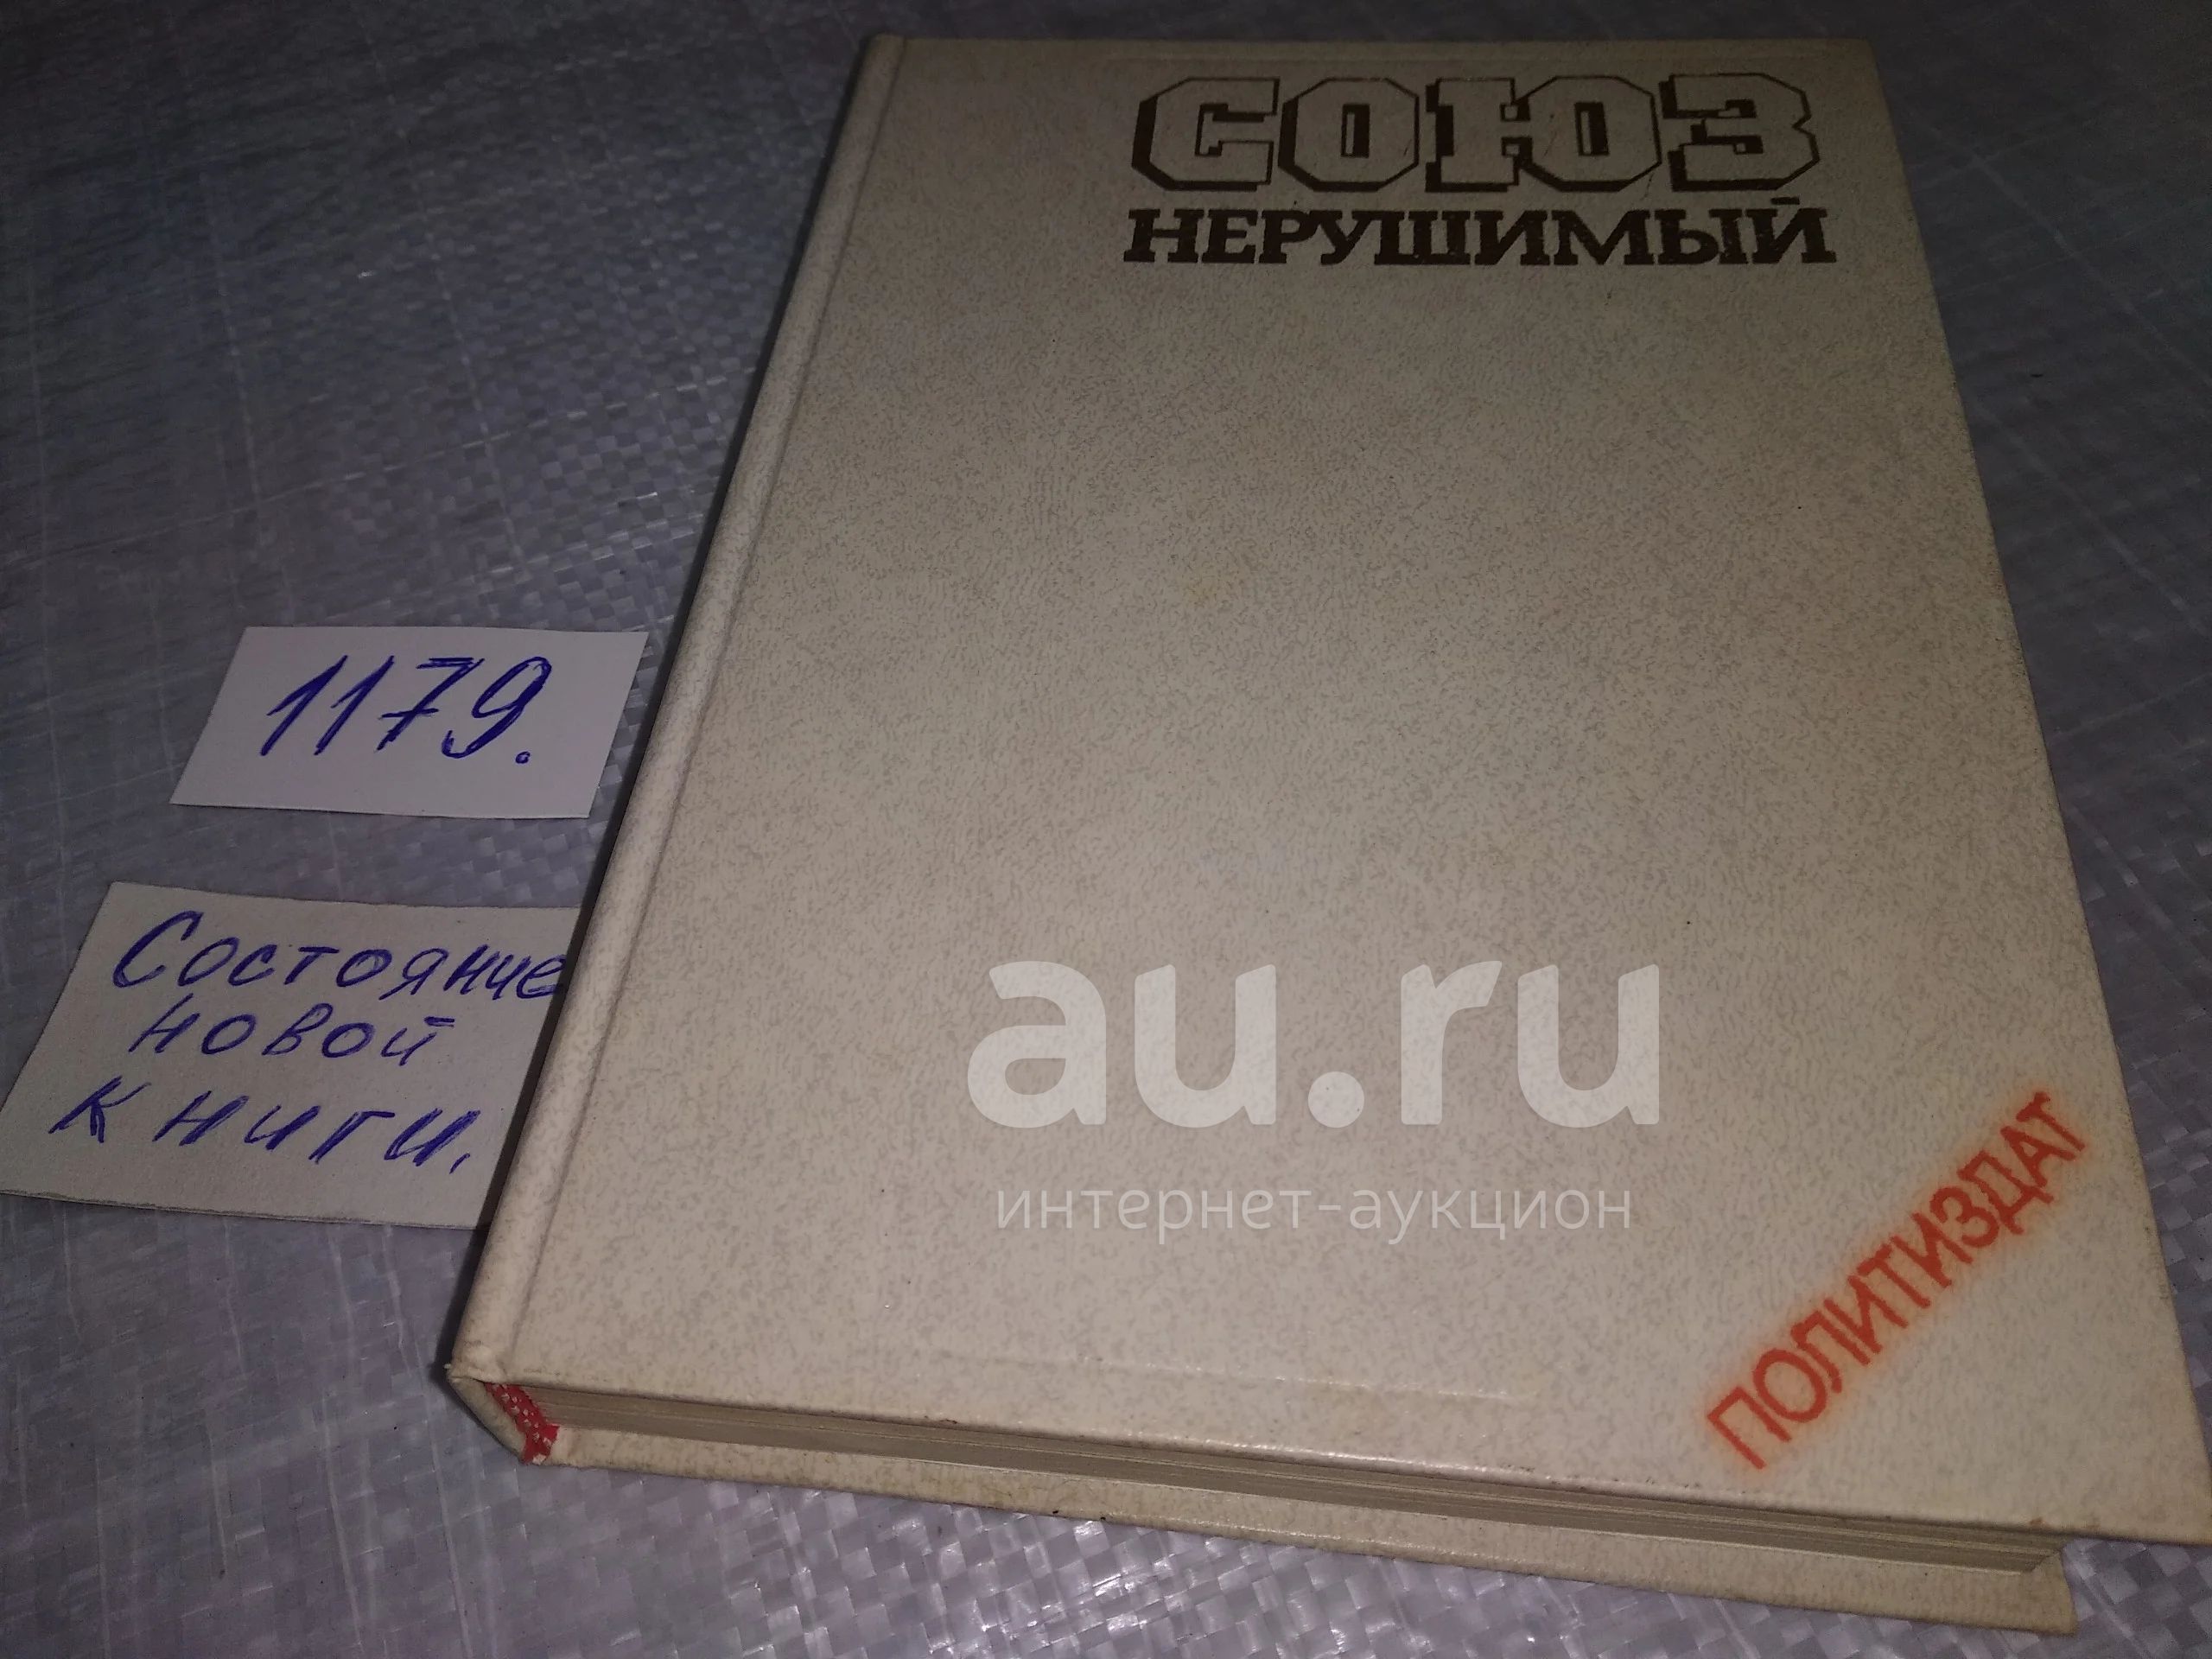 СОЮЗ
НЕРУШИМЫЙ
1179.
Состояние
новой
книги.
au.ru
интернет-аукцион
ПОЛИТИЗДАТ